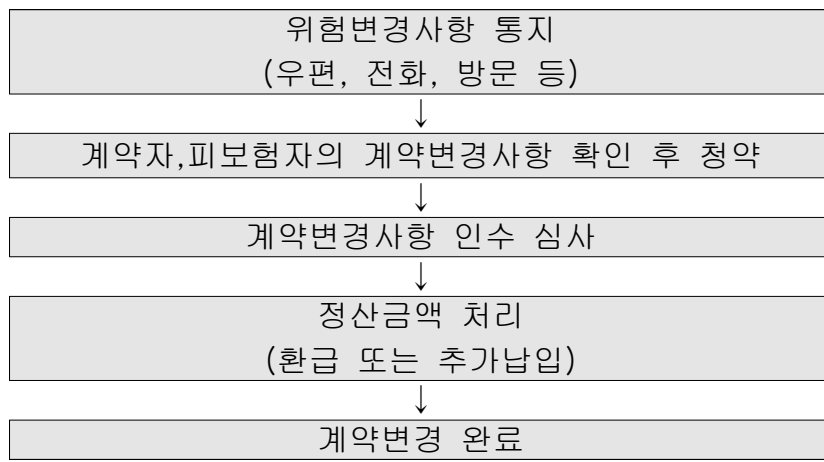 위험변경사항 통지
(우편, 전화, 방문 등)
↓
계약자,피보험자의 계약변경사항 확인 후 청약
↓
계약변경사항 인수 심사
↓
정산금액 처리
(환급 또는 추가납입)
↓
계약변경 완료